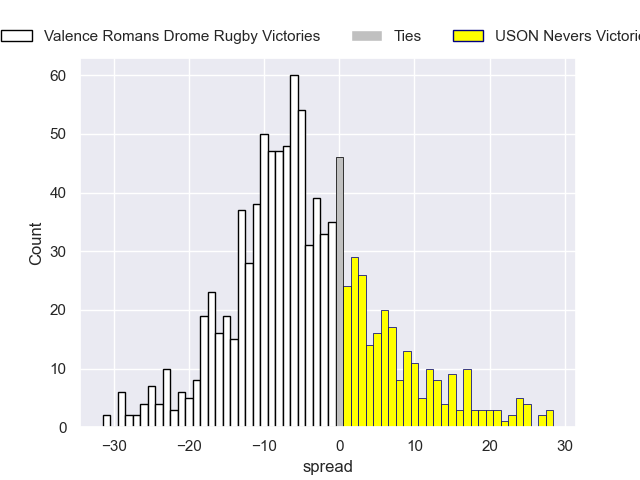 Valence Romans Drome Rugby Victories Ties USON Nevers Victori
60
50
40
30
20
10
0
Count
−30 −20 −10 0 10 20 30
spread